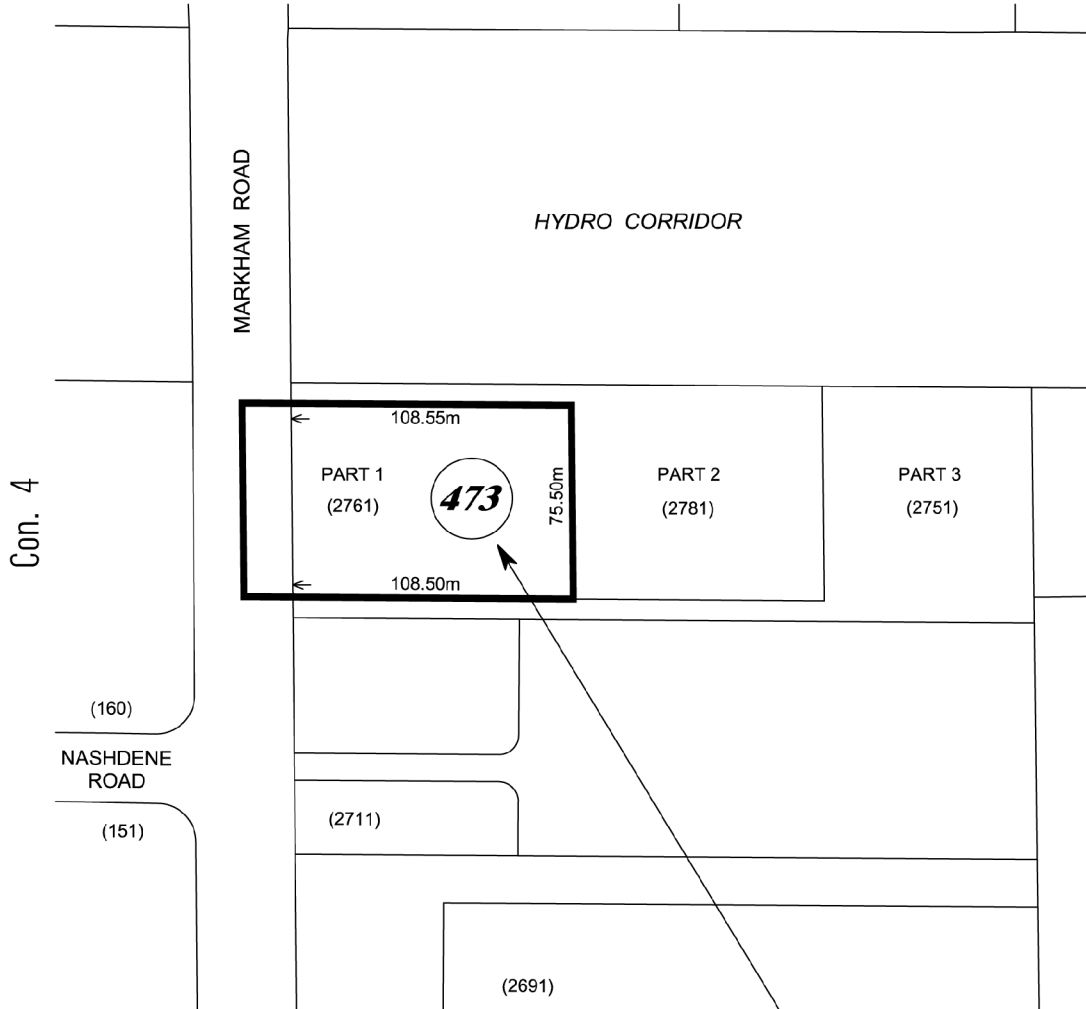 MARKHAM ROAD
HYDRO CORRIDOR
108.55m
PART 1
(2761)
473
75.50m
PART 2
(2781)
PART 3
(2751)
Con. 4
108.50m
(160)
NASHDENE
ROAD
(151)
(2711)
(2691)